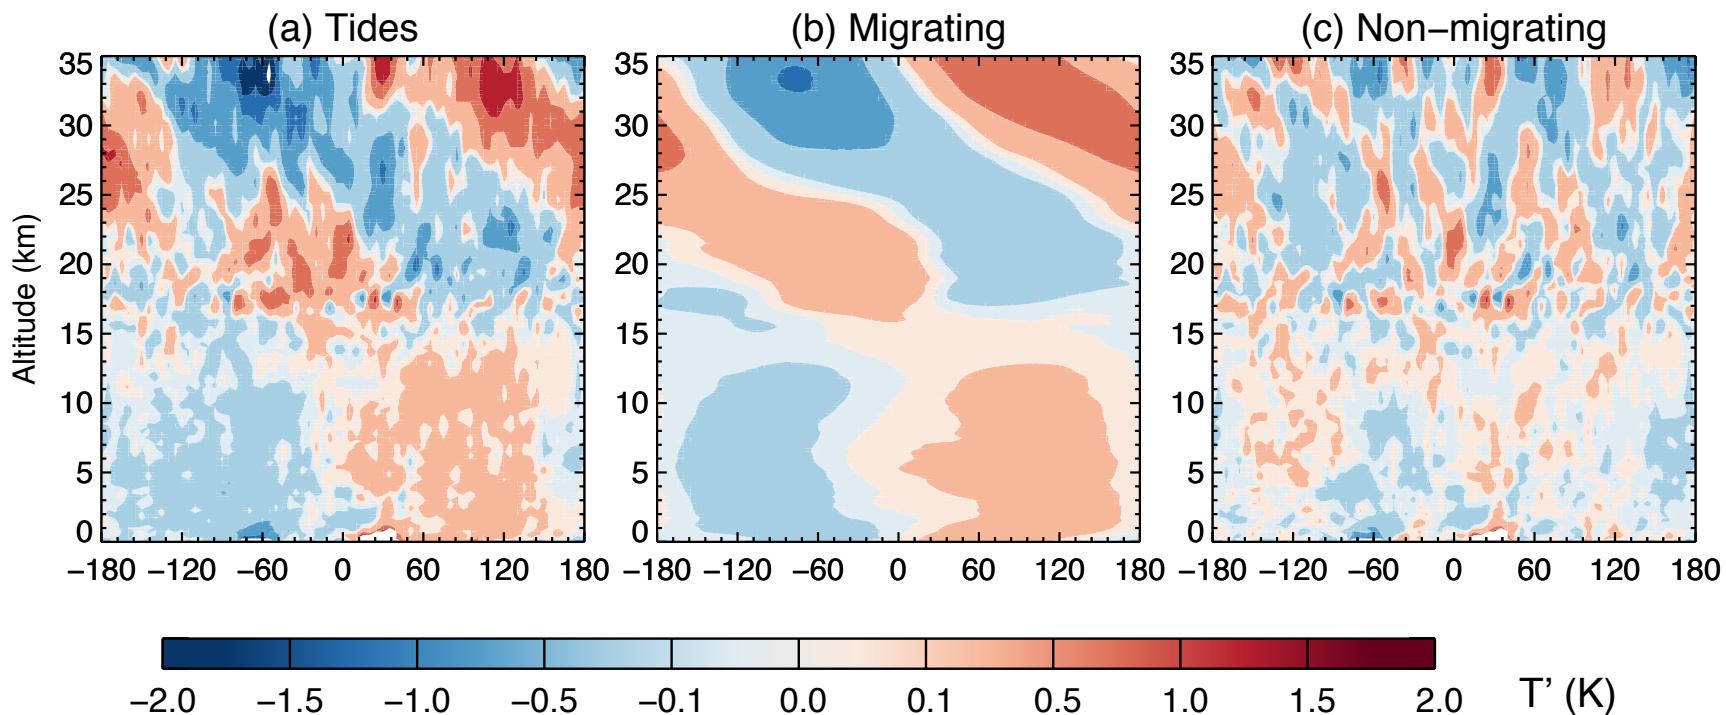 (a) Tides (b) Migrating (c) Non−migrating
35 35 35
30 30 30
25 25 25
20 20 20
15 15 15
10 10 10
5 5 5
0 0 0
Altitude (km)
−180 −120 −60 0 60 120 180 −180 −120 −60 0 60 120 180 −180 −120 −60 0 60 120 180
−2.0 −1.5 −1.0 −0.5 −0.1 0.0 0.1 0.5 1.0 1.5 2.0 T’ (K)